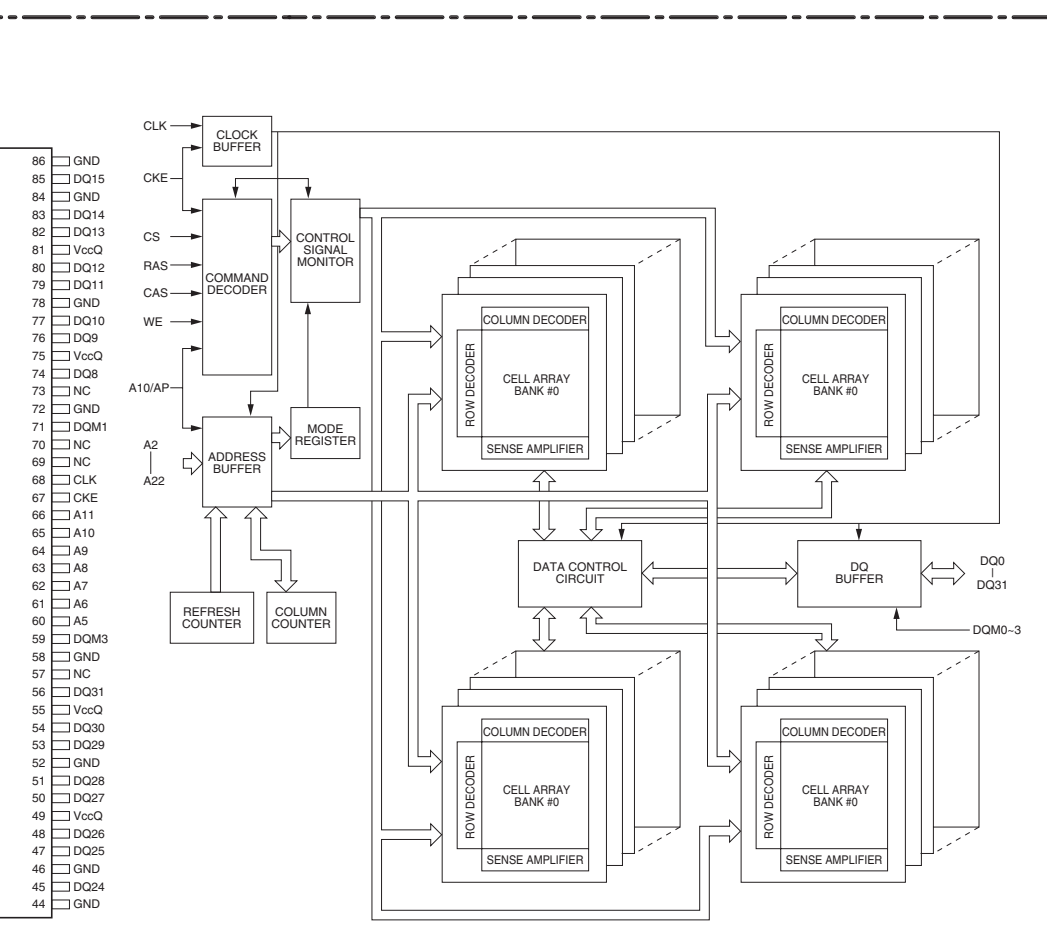 86 GND
85 DQ15
84 GND
83 DQ14
82 DQ13
81 VccQ
80 DQ12
79 DQ11
78 GND
77 DQ10
76 DQ9
75 VccQ
74 DQ8
73 NC
72 GND
71 DQM1
70 NC
69 NC
68 CLK
67 CKE
66 A11
65 A10
64 A9
63 A8
62 A7
61 A6
60 A5
59 DQM3
58 GND
57 NC
56 DQ31
55 VccQ
54 DQ30
53 DQ29
52 GND
51 DQ28
50 DQ27
49 VccQ
48 DQ26
47 DQ25
46 GND
45 DQ24
44 GND
CLK
CKE
CS
RAS
CAS
WE
A10/AP
A2
A22
CLOCK
BUFFER
COMMAND
DECODER
CONTROL
SIGNAL
MONITOR
MODE
REGISTER
ADDRESS
BUFFER
REFRESH
COUNTER
COLUMN
COUNTER
COLUMN DECODER
ROW DECODER
CELL ARRAY
BANK #0
SENSE AMPLIFIER
COLUMN DECODER
ROW DECODER
CELL ARRAY
BANK #0
SENSE AMPLIFIER
DATA CONTROL
CIRCUIT
DQ
BUFFER
DQ0
DQ31
DQM0~3
COLUMN DECODER
ROW DECODER
CELL ARRAY
BANK #0
SENSE AMPLIFIER
COLUMN DECODER
ROW DECODER
CELL ARRAY
BANK #0
SENSE AMPLIFIER